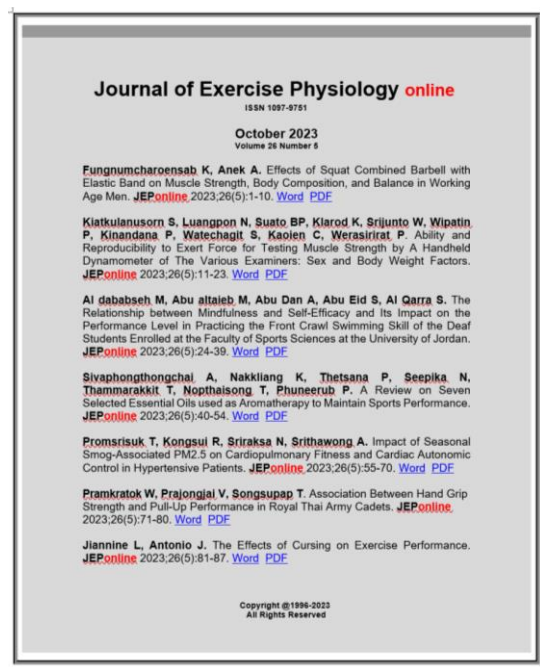 Journal of Exercise Physiology online
ISSN 1097-9751
October 2023
Volume 26 Number 5
Fungnumcharoensab K, Anek A. Effects of Squat Combined Barbell with
Elastic Band on Muscle Strength, Body Composition, and Balance in Working
Age Men. JEPonline 2023;26(5):1-10. Word PDF
Kiatkulanusorn S, Luangpon N, Suato BP, Klarod K, Srijunto W, Wipatin
P, Kinandana P, Watechagit S, Kaoien C, Werasirirat P. Ability and
Reproducibility to Exert Force for Testing Muscle Strength by A Handheld
Dynamometer of The Various Examiners: Sex and Body Weight Factors.
JEPonline 2023;26(5):11-23. Word PDF
Al dababseh M, Abu altaieb M, Abu Dan A, Abu Eid S, Al Qarra S. The
Relationship between Mindfulness and Self-Efficacy and Its Impact on the
Performance Level in Practicing the Front Crawl Swimming Skill of the Deaf
Students Enrolled at the Faculty of Sports Sciences at the University of Jordan.
JEPonline 2023;26(5):24-39. Word PDF
Sivaphongthongchai A, Nakkliang K, Thetsana P, Seepika N,
Thammarakkit T, Nopthaisong T, Phuneerub P. A Review on Seven
Selected Essential Oils used as Aromatherapy to Maintain Sports Performance.
JEPonline 2023;26(5):40-54. Word PDF
Promsrisuk T, Kongsui R, Sriraksa N, Srithawong A. Impact of Seasonal
Smog-Associated PM2.5 on Cardiopulmonary Fitness and Cardiac Autonomic
Control in Hypertensive Patients. JEPonline 2023;26(5):55-70. Word PDF
Pramkratok W, Prajongjai V, Songsupap T. Association Between Hand Grip
Strength and Pull-Up Performance in Royal Thai Army Cadets. JEPonline
2023;26(5):71-80. Word PDF
Jiannine L, Antonio J. The Effects of Cursing on Exercise Performance.
JEPonline 2023;26(5):81-87. Word PDF
Copyright @1996-2023
All Rights Reserved